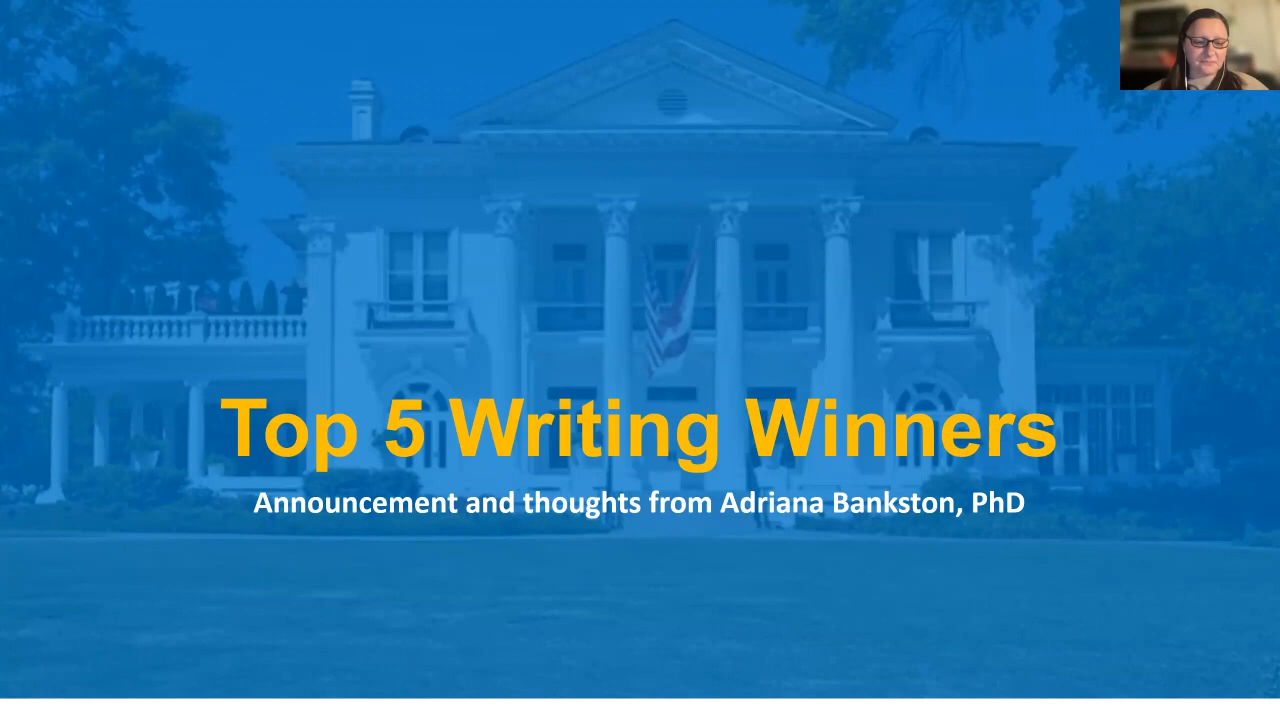 Top 5 Writing Winners
Announcement and thoughts from Adriana Bankston, PhD